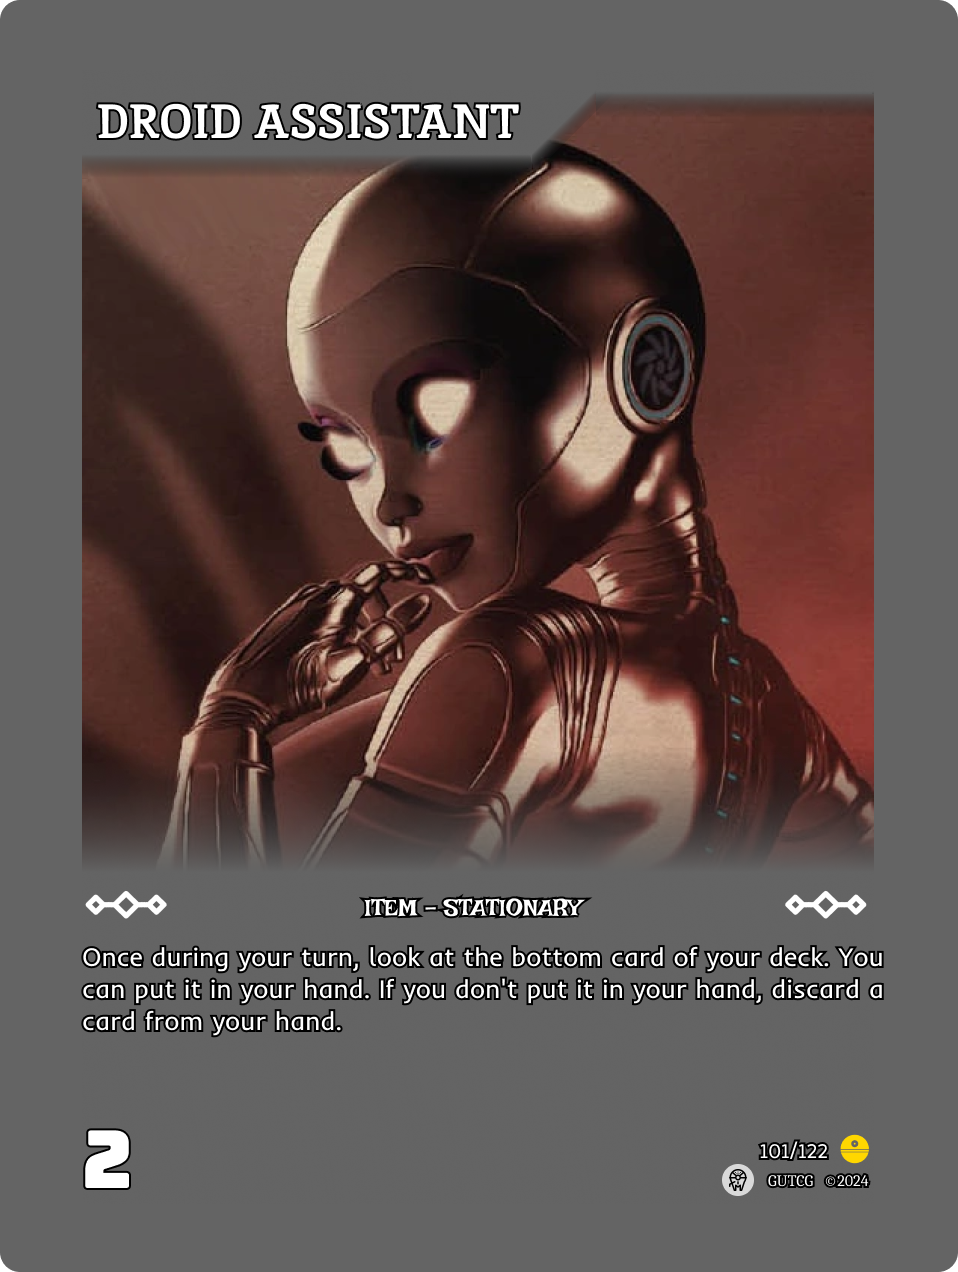 DROID ASSISTANT
ITEM – STATIONARY
Once during your turn, look at the bottom card of your deck. You
can put it in your hand. If you don't put it in your hand, discard a
card from your hand.
2
101/122
GUTCG ©2024